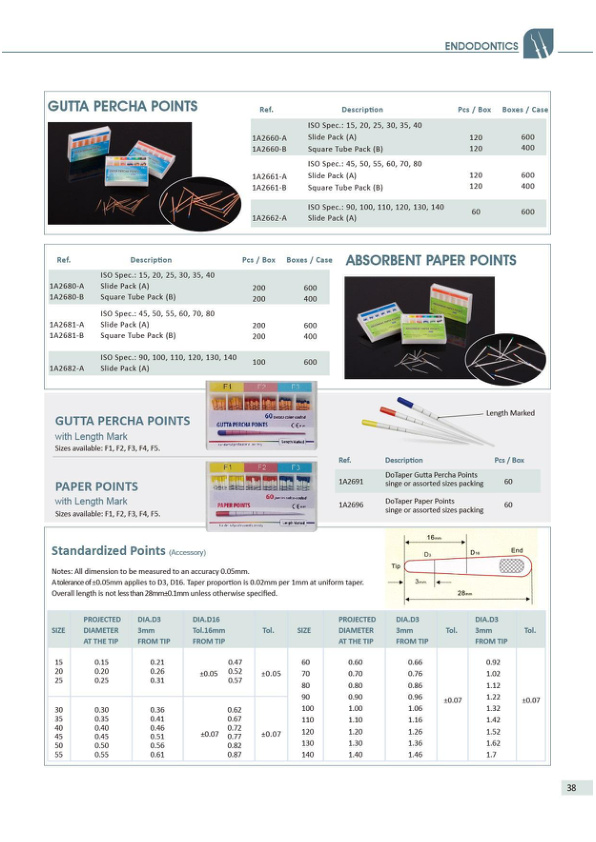 ENDODONTICS
GUTTA PERCHA POINTS
Ref. Description Pcs / Box Boxes / Case
ISO Spec.: 15, 20, 25, 30, 35, 40
1A2660-A Slide Pack (A) 120 600
1A2660-B Square Tube Pack (B) 120 400
ISO Spec.: 45, 50, 55, 60, 70, 80
1A2661-A Slide Pack (A) 120 600
1A2661-B Square Tube Pack (B) 120 400
ISO Spec.: 90, 100, 110, 120, 130, 140
1A2662-A Slide Pack (A) 60 600
ABSORBENT PAPER POINTS
Ref. Description Pcs / Box Boxes / Case
ISO Spec.: 15, 20, 25, 30, 35, 40
1A2680-A Slide Pack (A) 200 600
1A2680-B Square Tube Pack (B) 200 400
ISO Spec.: 45, 50, 55, 60, 70, 80
1A2681-A Slide Pack (A) 200 600
1A2681-B Square Tube Pack (B) 200 400
ISO Spec.: 90, 100, 110, 120, 130, 140
1A2682-A Slide Pack (A) 100 600
GUTTA PERCHA POINTS
with Length Mark
Sizes available: F1, F2, F3, F4, F5.
F1 F2 F3
60
GUTTA PERCHA POINTS
Length Marked
Length Marked
PAPER POINTS
with Length Mark
Sizes available: F1, F2, F3, F4, F5.
F1 F2 F3
60
PAPER POINTS
Length Marked
Ref. Description Pcs / Box
1A2691 DoTaper Gutta Percha Points 60
singe or assorted sizes packing
1A2696 DoTaper Paper Points 60
singe or assorted sizes packing
Standardized Points (Accessory)
Notes: All dimension to be measured to an accuracy 0.05mm.
A tolerance of ±0.05mm applies to D3, D16. Taper proportion is 0.02mm per 1mm at uniform taper.
Overall length is not less than 28mm±0.1mm unless otherwise specified.
16mm
D3 D16 End
Tip
3mm
28mm
SIZE PROJECTED DIAMETER AT THE TIP DIA.D3 3mm FROM TIP DIA.D16 Tol.16mm FROM TIP Tol. SIZE PROJECTED DIAMETER AT THE TIP DIA.D3 3mm FROM TIP Tol. DIA.D3 3mm FROM TIP Tol.
15 0.15 0.21 0.47
20 0.20 0.26 ±0.05 0.52 ±0.05
25 0.25 0.31 0.57
30 0.30 0.36 0.62
35 0.35 0.41 0.67
40 0.40 0.46 0.72
45 0.45 0.51 ±0.07 0.77 ±0.07
50 0.50 0.56 0.82
55 0.55 0.61 0.87
60 0.60 0.66 0.92
70 0.70 0.76 1.02
80 0.80 0.86 1.12
90 0.90 0.96 ±0.07 1.22 ±0.07
100 1.00 1.06 1.32
110 1.10 1.16 1.42
120 1.20 1.26 1.52
130 1.30 1.36 1.62
140 1.40 1.46 1.7
38